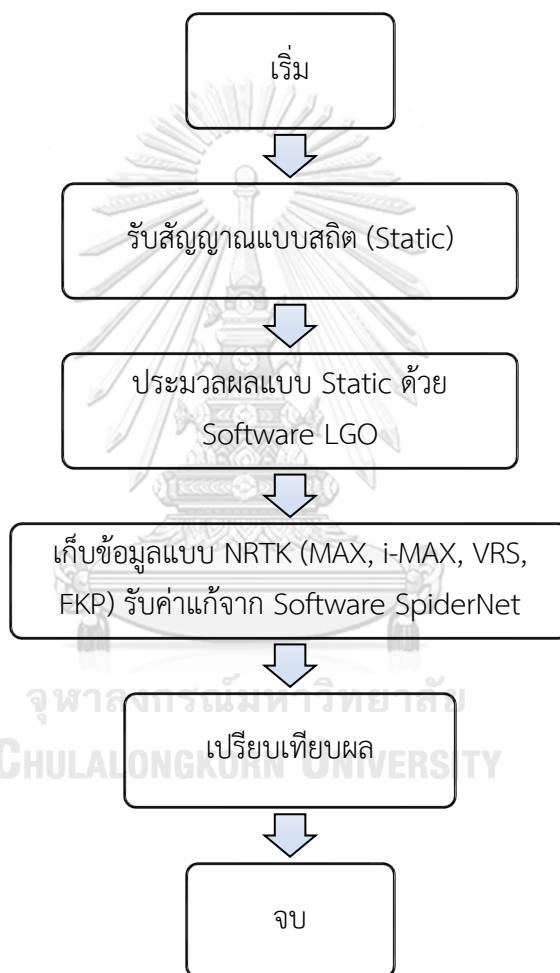 เริ่ม
รับสัญญาณแบบสถิต (Static)
ประมวลผลแบบ Static ด้วย
Software LGO
เก็บข้อมูลแบบ NRTK (MAX, i-MAX, VRS,
FKP) รับค่าแก้จาก Software SpiderNet
จุฬาลงกรณ์มหาวิทยาลัย
เปรียบเทียบผล
CHULALONGKORN UNIVERSITY
จบ